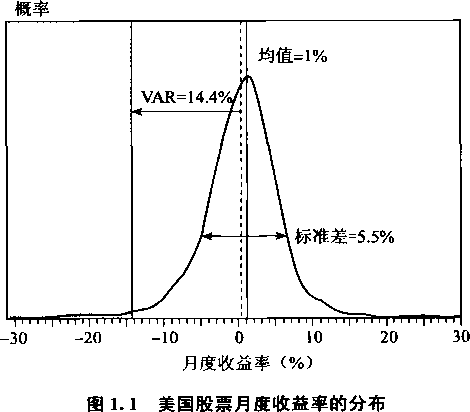 概率
均值=1%
VAR=14.4%
标准差=5.5%
-30 -20 -10 0 10 20 30
月度收益率(%)
图1.1 美国股票月度收益率的分布